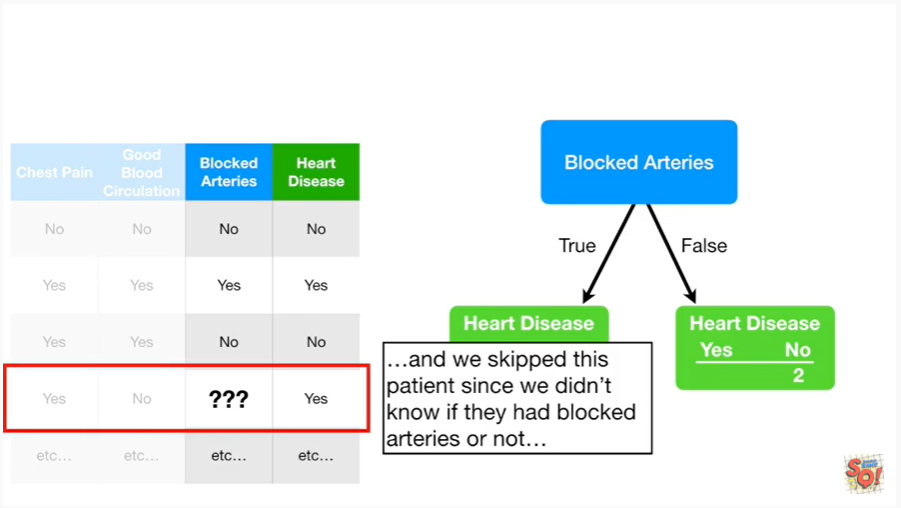 Chest Pain
Good
Blood
Circulation
Blocked
Arteries
Heart
Disease
No No No No
Yes Yes Yes Yes
Yes Yes No No
Yes No ??? Yes
etc… etc… etc… etc…
Blocked Arteries
True False
Heart Disease
…and we skipped this
patient since we didn’t
know if they had blocked
arteries or not…
Heart Disease
Yes No
2
SQ!